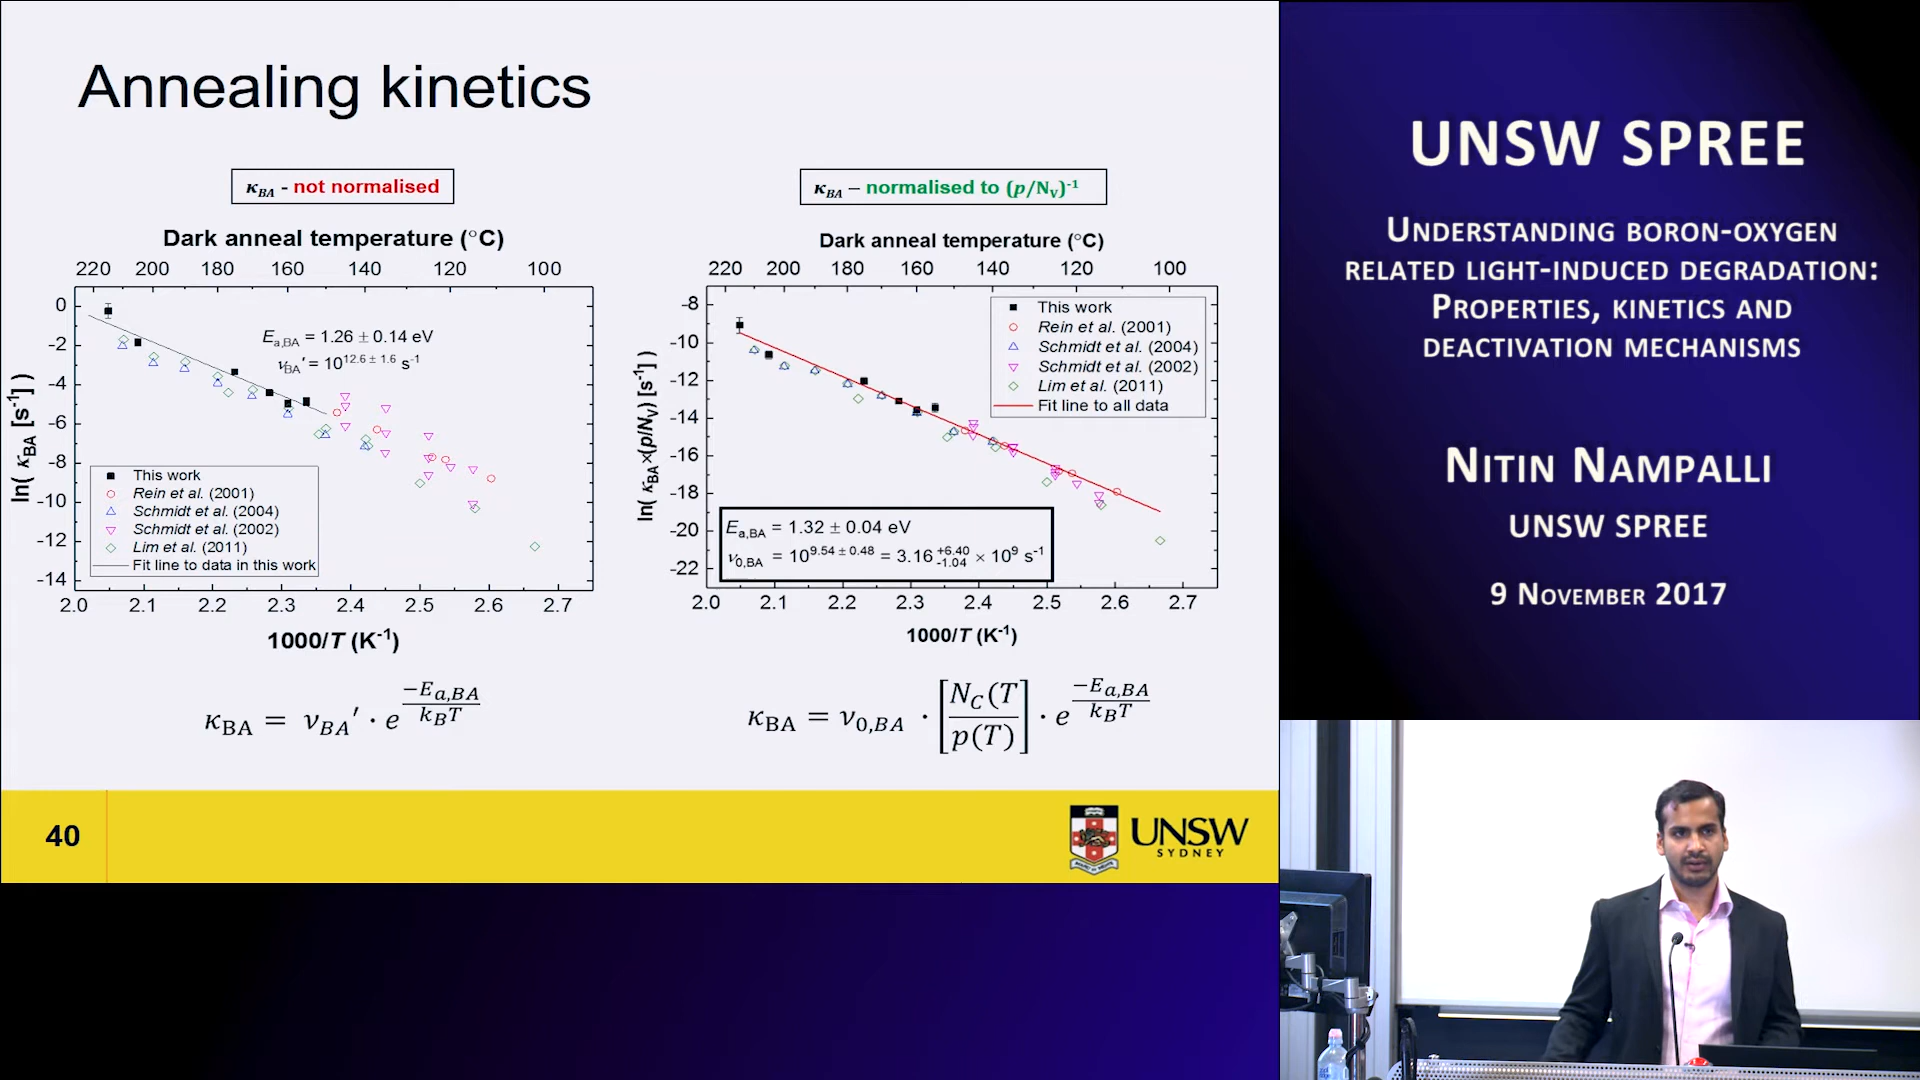 Annealing kinetics
κBA - not normalised
Dark anneal temperature (°C)
220 200 180 160 140 120 100
0
-2
-4
-6
-8
-10
-12
-14
ln( κBA [s-1] )
Ea,BA = 1.26 ± 0.14 eV
νBA′ = 10^12.6 ± 1.6 s-1
This work
Rein et al. (2001)
Schmidt et al. (2004)
Schmidt et al. (2002)
Lim et al. (2011)
Fit line to data in this work
2.0 2.1 2.2 2.3 2.4 2.5 2.6 2.7
1000/T (K-1)
κBA = νBA′ · e^(−Ea,BA / kBT)
κBA – normalised to (p/NV)-1
Dark anneal temperature (°C)
220 200 180 160 140 120 100
-8
-10
-12
-14
-16
-18
-20
-22
ln( κBA×(p/NV) [s-1] )
This work
Rein et al. (2001)
Schmidt et al. (2004)
Schmidt et al. (2002)
Lim et al. (2011)
Fit line to all data
Ea,BA = 1.32 ± 0.04 eV
ν0,BA = 10^9.54 ± 0.48 = 3.16 +6.40 -1.04 × 10^9 s-1
2.0 2.1 2.2 2.3 2.4 2.5 2.6 2.7
1000/T (K-1)
κBA = ν0,BA · [NC(T / p(T)] · e^(−Ea,BA / kBT)
40
UNSW
SYDNEY
UNSW SPREE
UNDERSTANDING BORON-OXYGEN
RELATED LIGHT-INDUCED DEGRADATION:
PROPERTIES, KINETICS AND
DEACTIVATION MECHANISMS
NITIN NAMPALLI
UNSW SPREE
9 NOVEMBER 2017